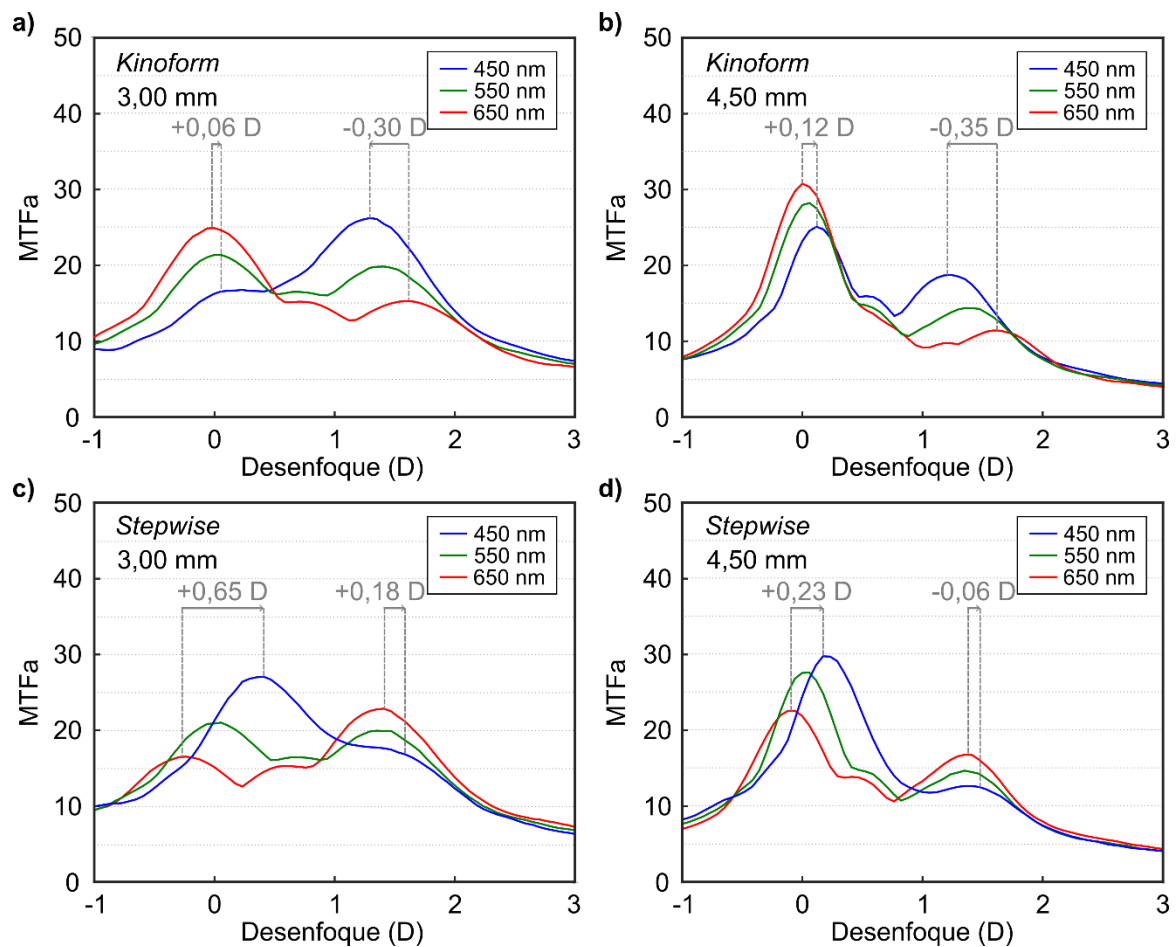 a)
Kinoform
3,00 mm
450 nm
550 nm
650 nm
+0,06 D
-0,30 D
50
40
30
20
10
0
MTFa
-1 0 1 2 3
Desenfoque (D)
b)
Kinoform
4,50 mm
450 nm
550 nm
650 nm
+0,12 D
-0,35 D
50
40
30
20
10
0
MTFa
-1 0 1 2 3
Desenfoque (D)
c)
Stepwise
3,00 mm
450 nm
550 nm
650 nm
+0,65 D
+0,18 D
50
40
30
20
10
0
MTFa
-1 0 1 2 3
Desenfoque (D)
d)
Stepwise
4,50 mm
450 nm
550 nm
650 nm
+0,23 D
-0,06 D
50
40
30
20
10
0
MTFa
-1 0 1 2 3
Desenfoque (D)